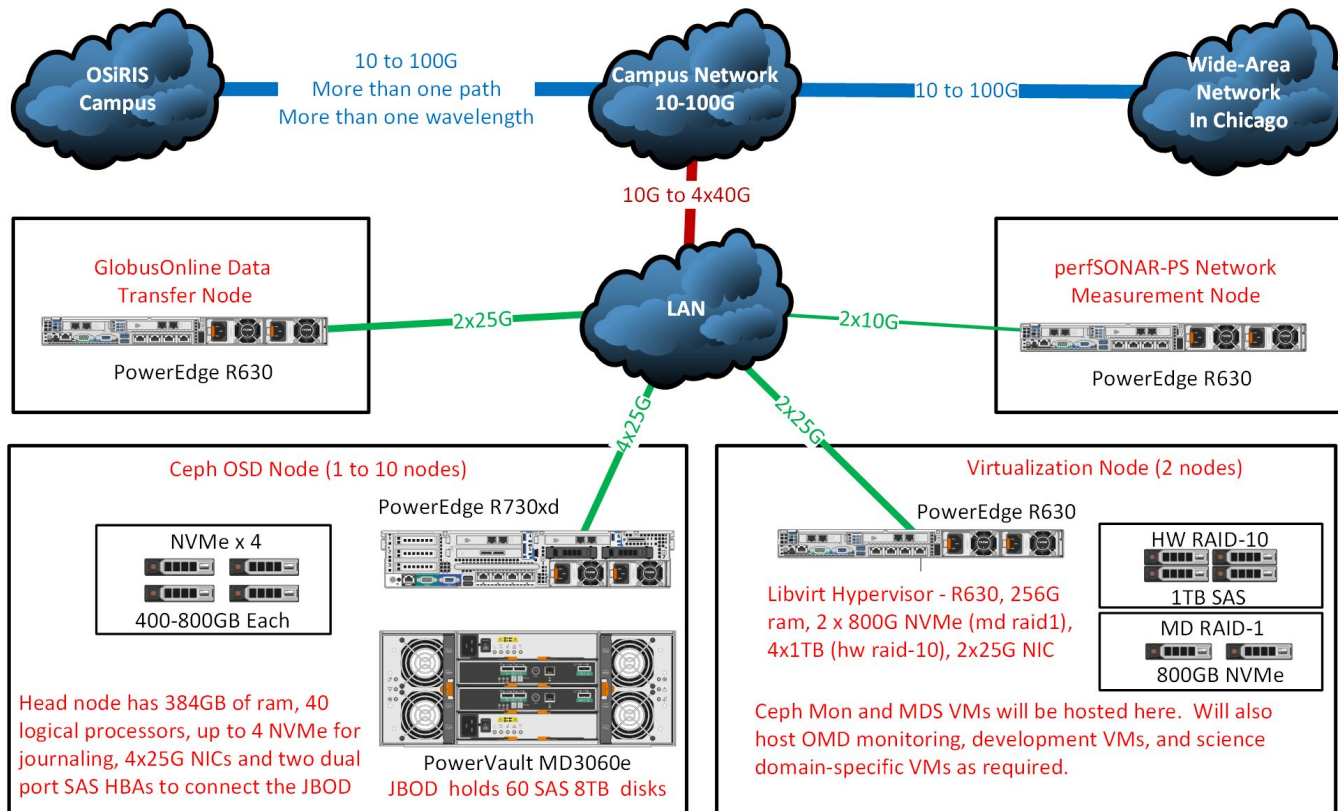 OSiRIS
Campus
10 to 100G
More than one path
More than one wavelength
Campus Network
10-100G
10 to 100G
Wide-Area
Network
In Chicago
10G to 4x40G
GlobusOnline Data
Transfer Node
PowerEdge R630
2x25G
LAN
2x10G
perfSONAR-PS Network
Measurement Node
PowerEdge R630
4x25G
2x25G
Ceph OSD Node (1 to 10 nodes)
PowerEdge R730xd
NVMe x 4
400-800GB Each
Head node has 384GB of ram, 40
logical processors, up to 4 NVMe for
journaling, 4x25G NICs and two dual
port SAS HBAs to connect the JBOD
PowerVault MD3060e
JBOD holds 60 SAS 8TB disks
Virtualization Node (2 nodes)
PowerEdge R630
Libvirt Hypervisor - R630, 256G
ram, 2 x 800G NVMe (md raid1),
4x1TB (hw raid-10), 2x25G NIC
HW RAID-10
1TB SAS
MD RAID-1
800GB NVMe
Ceph Mon and MDS VMs will be hosted here. Will also
host OMD monitoring, development VMs, and science
domain-specific VMs as required.